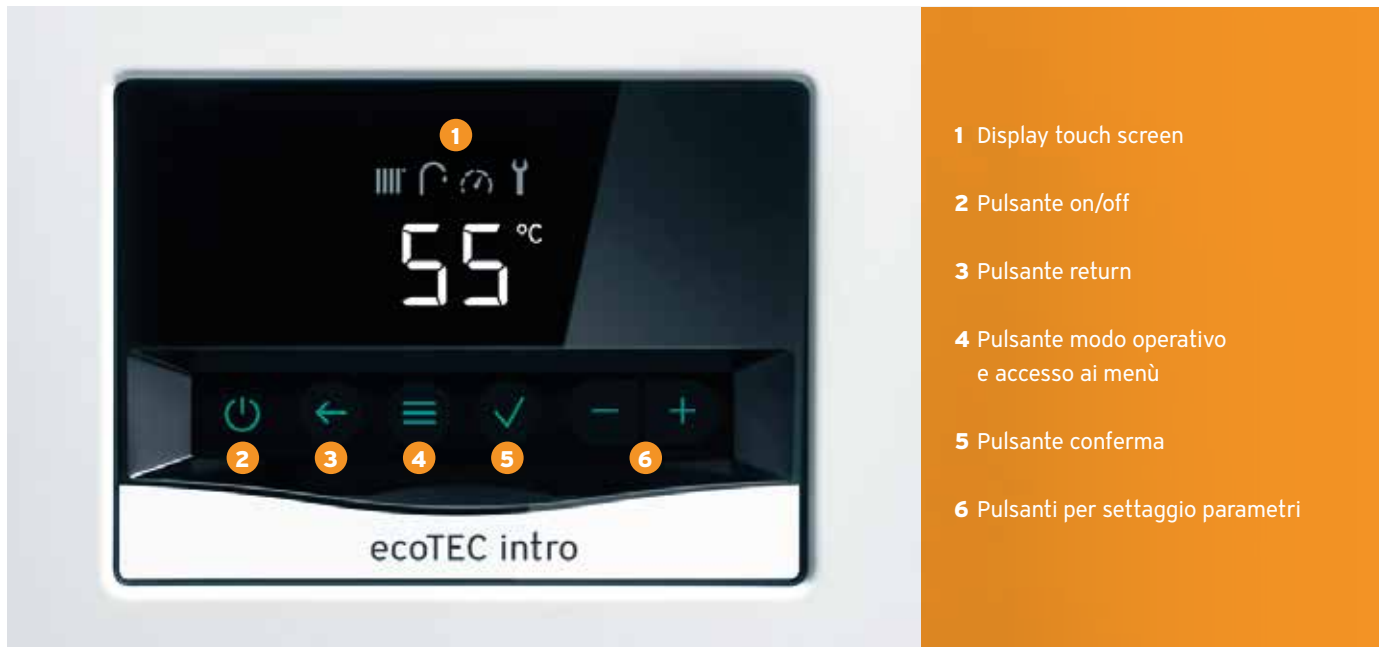 1
55 °C
2 3 4 5 6
ecoTEC intro
1 Display touch screen
2 Pulsante on/off
3 Pulsante return
4 Pulsante modo operativo
e accesso ai menù
5 Pulsante conferma
6 Pulsanti per settaggio parametri